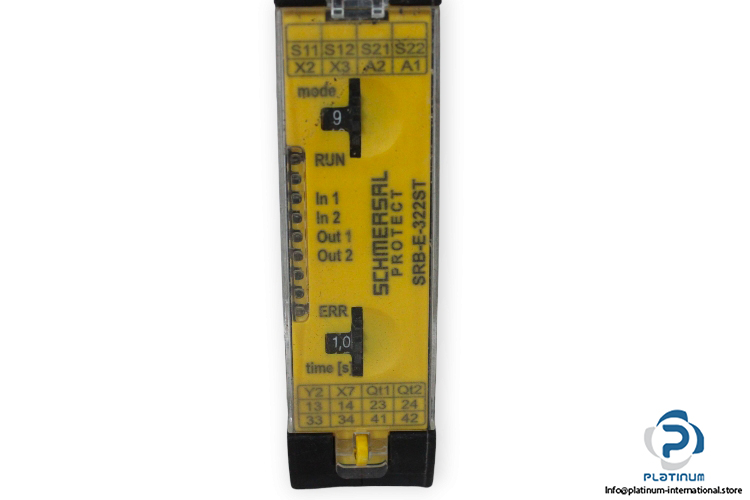 S11 S12 S21 S22
X2 X3 A2 A1
mode
9
RUN
In 1
In 2
Out 1
Out 2
SCHMERSAL
PROTECT
SRB-E-322ST
ERR
1,0
time [s]
Y2 X7 Qt1 Qt2
13 14 23 24
33 34 41 42
PLATINUM
Info@platinum-international.store